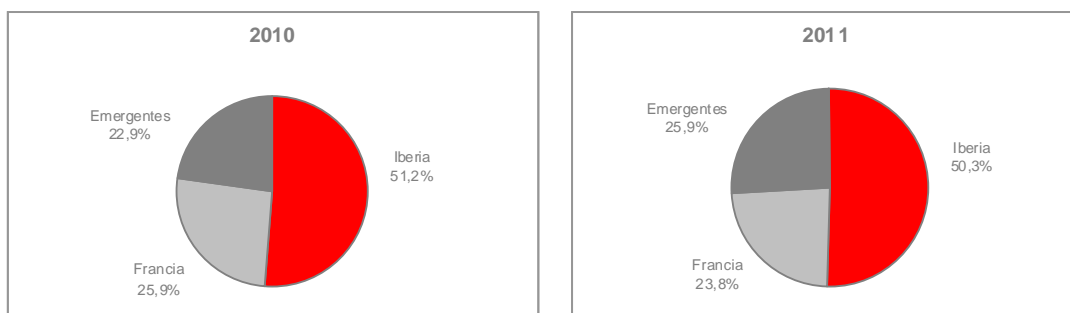 2010
Emergentes
22,9%
Iberia
51,2%
Francia
25,9%
2011
Emergentes
25,9%
Iberia
50,3%
Francia
23,8%